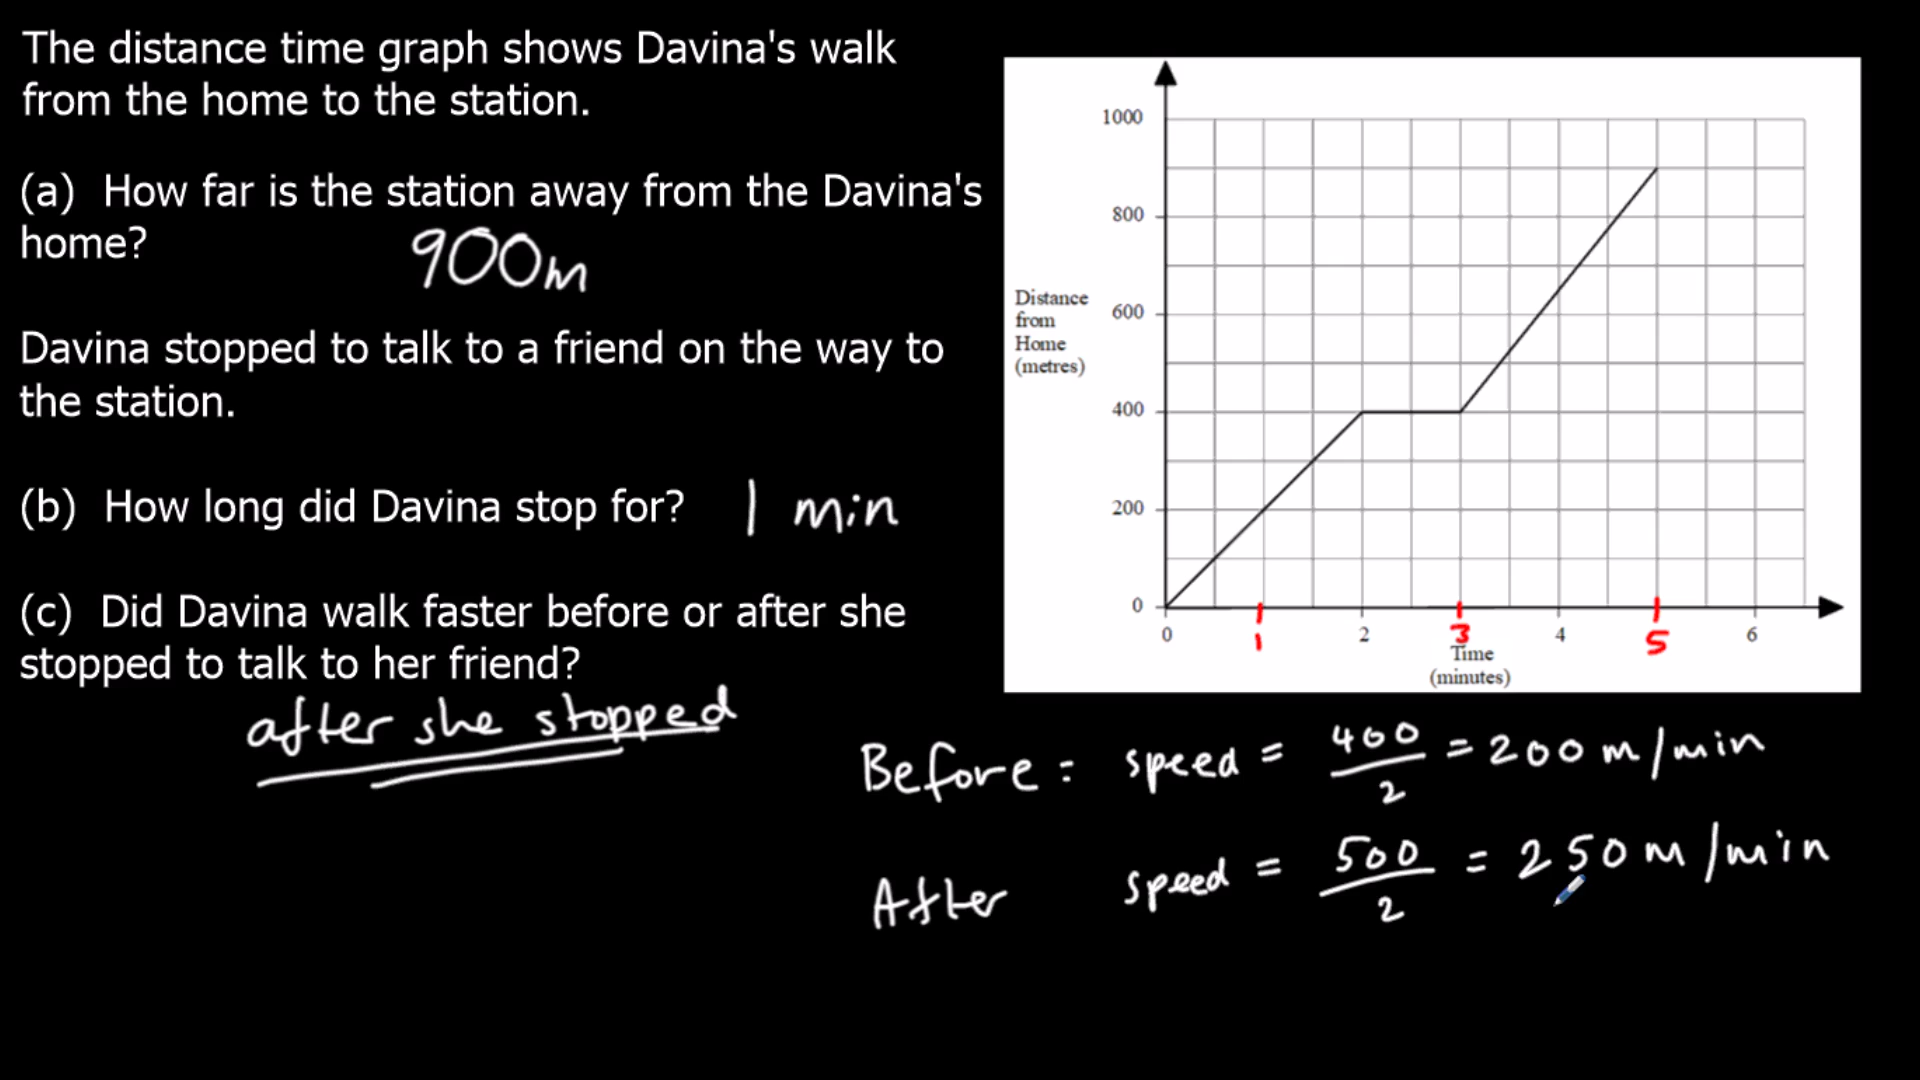 The distance time graph shows Davina's walk
from the home to the station.
(a) How far is the station away from the Davina's
home?
900m
Davina stopped to talk to a friend on the way to
the station.
(b) How long did Davina stop for? 1 min
(c) Did Davina walk faster before or after she
stopped to talk to her friend?
after she stopped
1000
800
600
400
200
0
Distance
from
Home
(metres)
0 1 2 3 4 5 6
Time
(minutes)
Before: speed = 400/2 = 200 m/min
After speed = 500/2 = 250 m/min